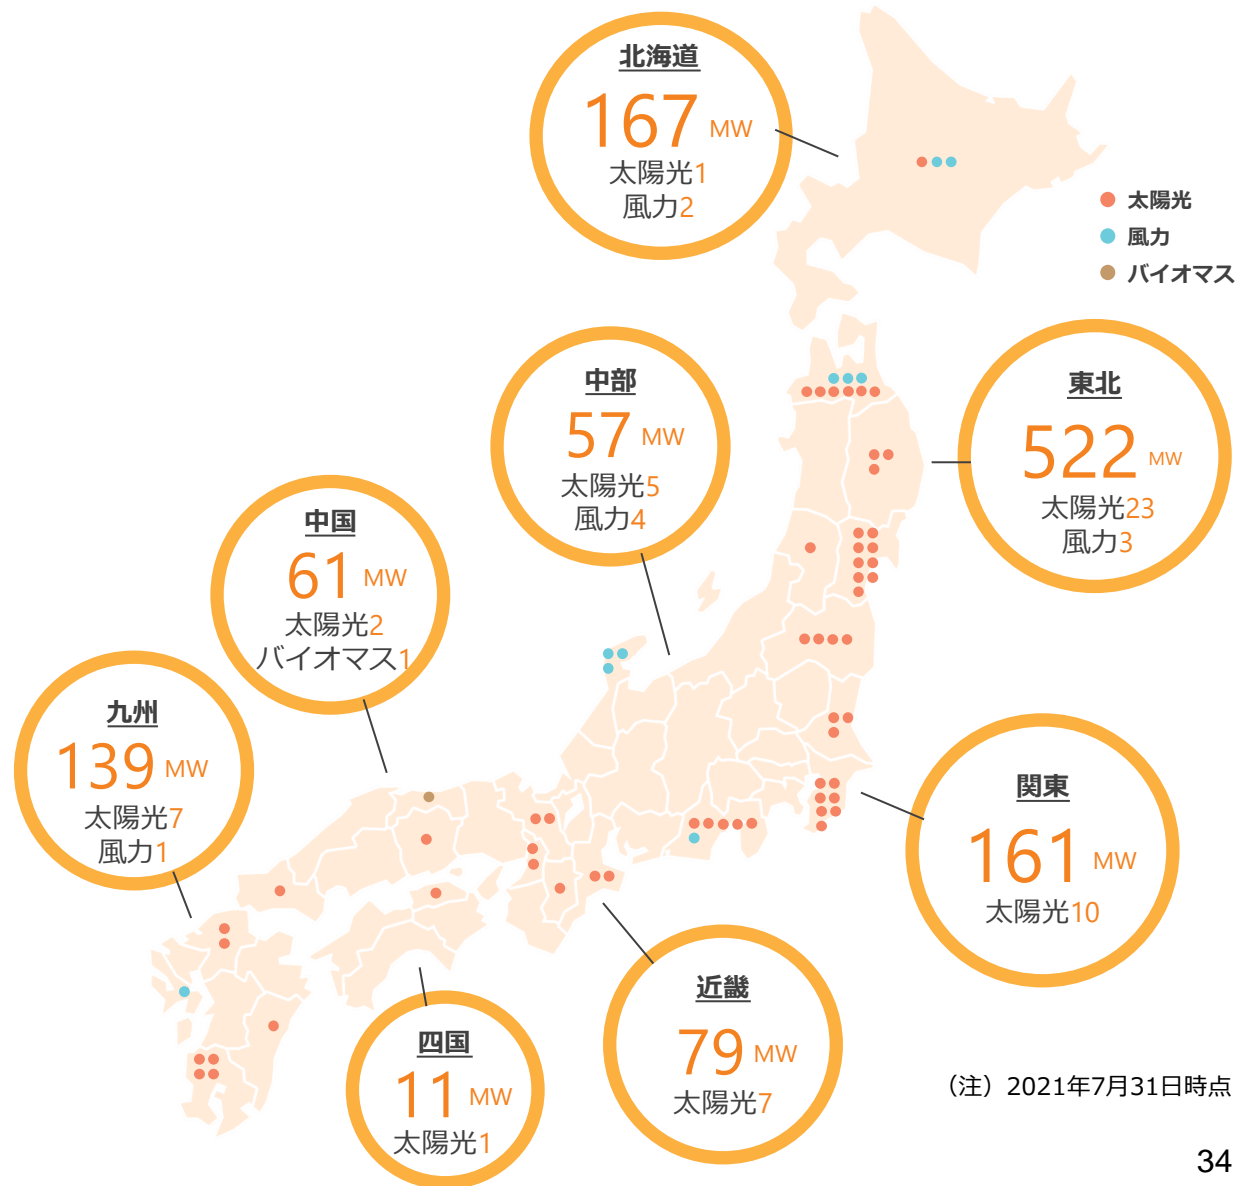 北海道
167 MW
太陽光1
風力2
太陽光
風力
バイオマス
中部
57 MW
太陽光5
風力4
東北
522 MW
太陽光23
風力3
中国
61 MW
太陽光2
バイオマス1
九州
139 MW
太陽光7
風力1
関東
161 MW
太陽光10
近畿
79 MW
太陽光7
四国
11 MW
太陽光1
（注）2021年7月31日時点
34